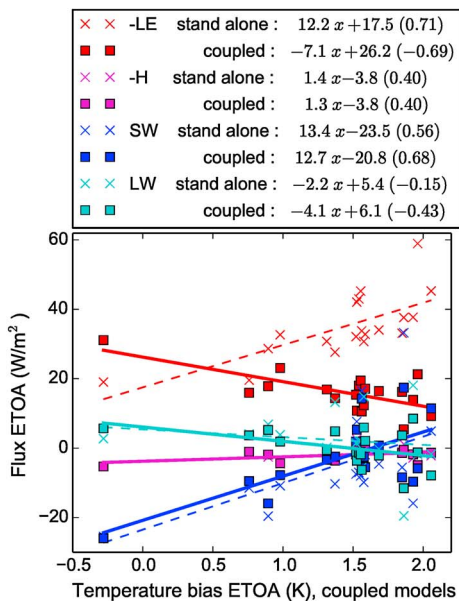 -LE stand alone : 12.2 x+17.5 (0.71)
coupled : −7.1 x+26.2 (−0.69)
-H stand alone : 1.4 x−3.8 (0.40)
coupled : 1.3 x−3.8 (0.40)
SW stand alone : 13.4 x−23.5 (0.56)
coupled : 12.7 x−20.8 (0.68)
LW stand alone : −2.2 x+5.4 (−0.15)
coupled : −4.1 x+6.1 (−0.43)
60
40
20
0
−20
Flux ETOA (W/m²)
−0.5 0.0 0.5 1.0 1.5 2.0
Temperature bias ETOA (K), coupled models